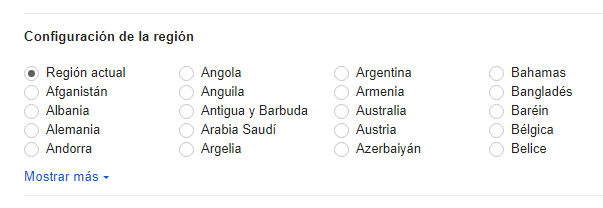 Configuración de la región
Región actual
Afganistán
Albania
Alemania
Andorra
Angola
Anguila
Antigua y Barbuda
Arabia Saudí
Argelia
Argentina
Armenia
Australia
Austria
Azerbaiyán
Bahamas
Bangladés
Baréin
Bélgica
Belice
Mostrar más